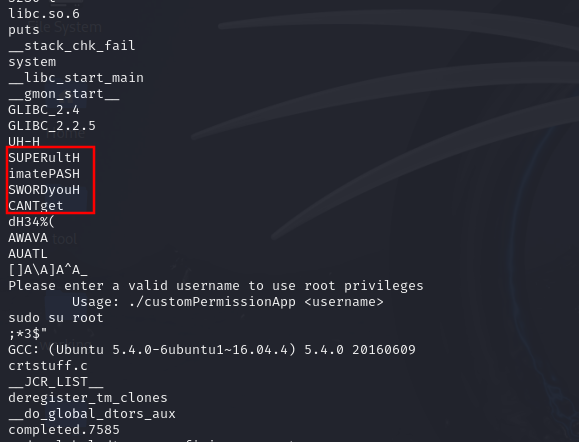 libc.so.6
puts
__stack_chk_fail
system
__libc_start_main
__gmon_start__
GLIBC_2.4
GLIBC_2.2.5
UH-H
SUPERultH
imatePASH
SWORDyouH
CANTget
dH34%(
AWAVA
AUATL
[]A\A]A^A_
Please enter a valid username to use root privileges
        Usage: ./customPermissionApp <username>
sudo su root
;*3$"
GCC: (Ubuntu 5.4.0-6ubuntu1~16.04.4) 5.4.0 20160609
crtstuff.c
__JCR_LIST__
deregister_tm_clones
__do_global_dtors_aux
completed.7585